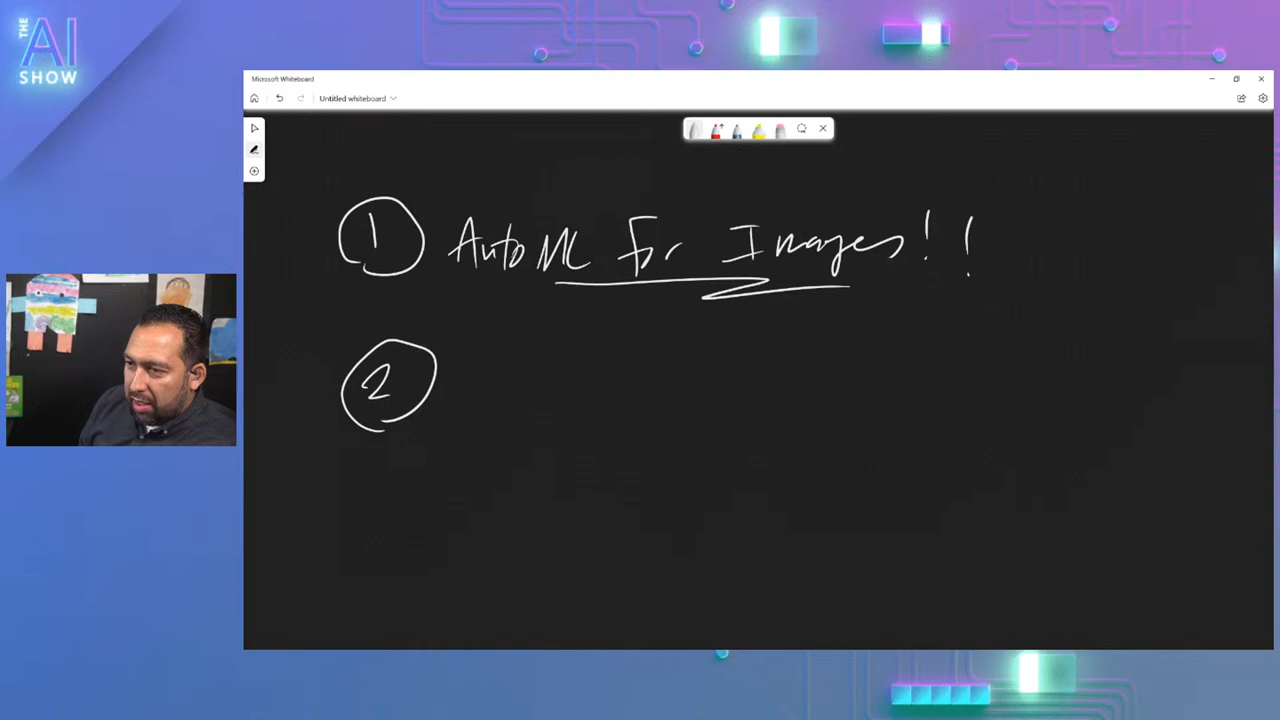 THE
AI
SHOW
Microsoft Whiteboard
Untitled whiteboard
1 AutoML For Images!!
2